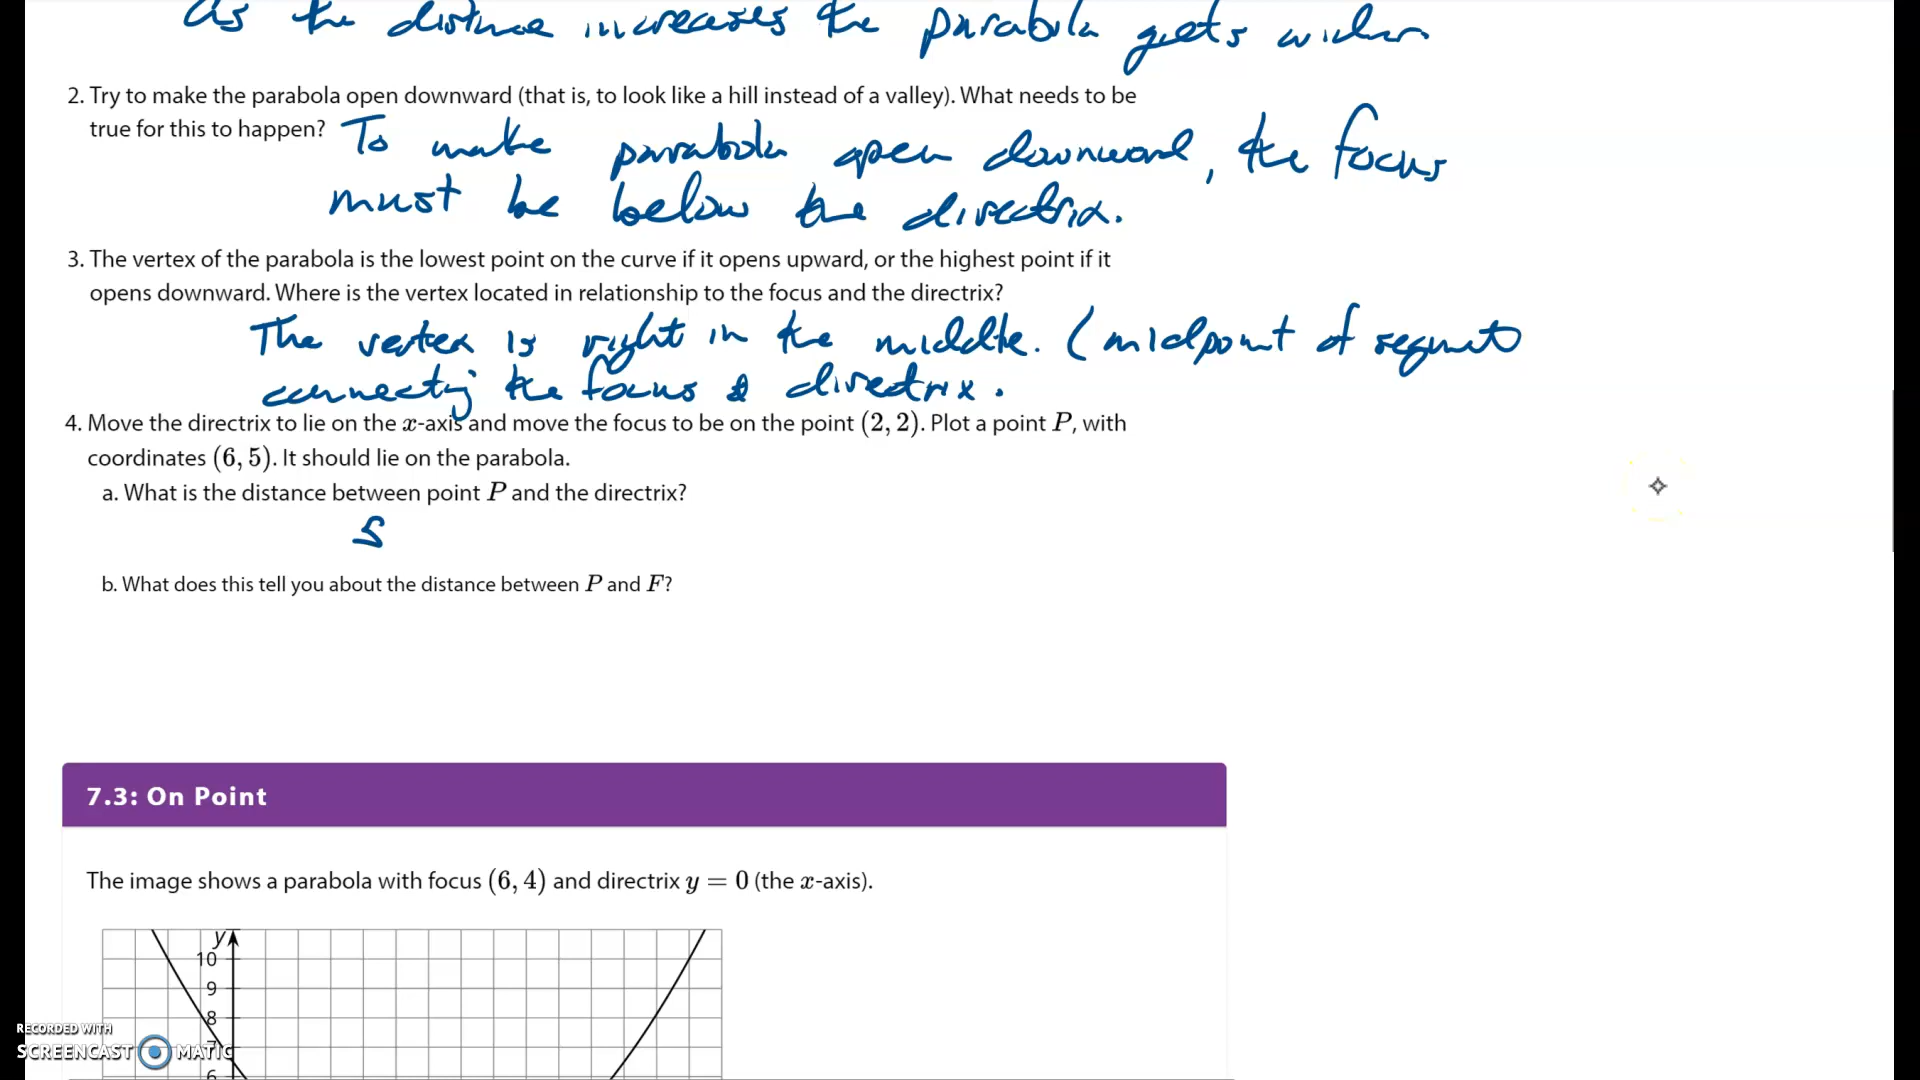 As the distance increases the parabola gets wider
2. Try to make the parabola open downward (that is, to look like a hill instead of a valley). What needs to be
true for this to happen? To make parabola open downward, the focus
must be below the directrix.
3. The vertex of the parabola is the lowest point on the curve if it opens upward, or the highest point if it
opens downward. Where is the vertex located in relationship to the focus and the directrix?
The vertex is right in the middle. (midpoint of segment
connecting the focus & directrix.
4. Move the directrix to lie on the x-axis and move the focus to be on the point (2, 2). Plot a point P, with
coordinates (6, 5). It should lie on the parabola.
a. What is the distance between point P and the directrix?
5
b. What does this tell you about the distance between P and F?
7.3: On Point
The image shows a parabola with focus (6, 4) and directrix y = 0 (the x-axis).
y
10
9
8
7
6
RECORDED WITH
SCREENCAST MATIC